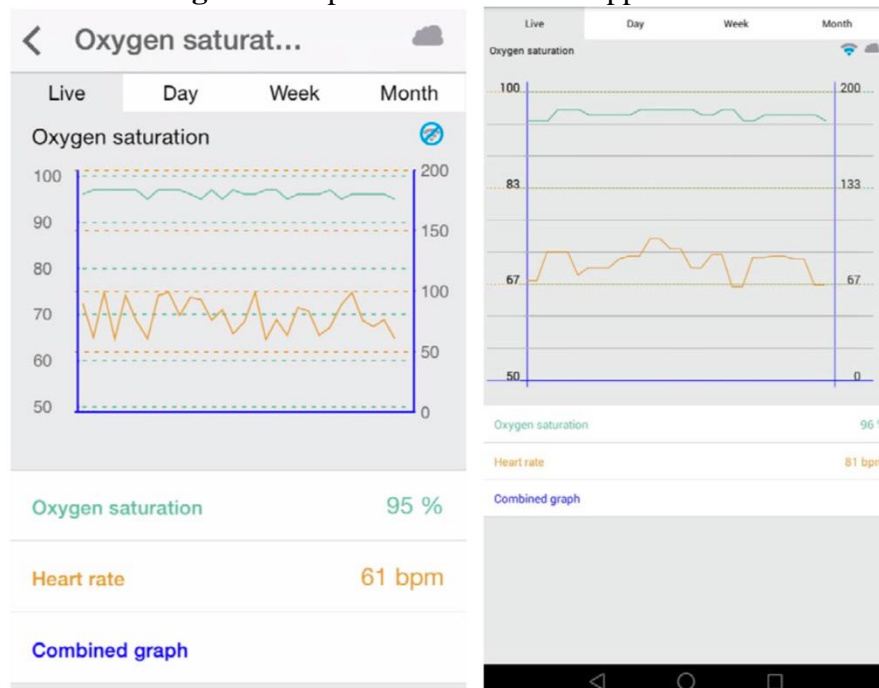 Oxygen saturat...
Live Day Week Month
Oxygen saturation
100
90
80
70
60
50
200
150
100
50
0
Oxygen saturation 95 %
Heart rate 61 bpm
Combined graph
Live Day Week Month
Oxygen saturation
100 200
83 133
67 67
50 0
Oxygen saturation 96
Heart rate 81 bpm
Combined graph